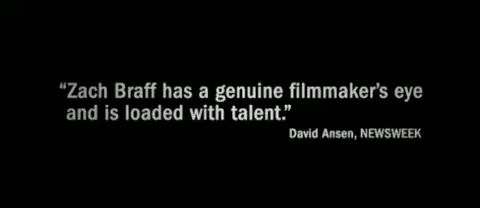 “Zach Braff has a genuine filmmaker’s eye
and is loaded with talent.”
David Ansen, NEWSWEEK